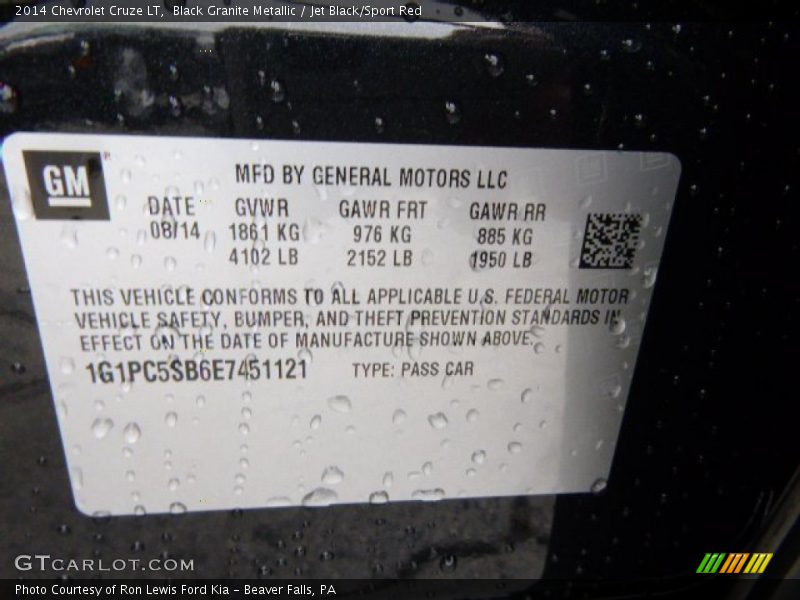 2014 Chevrolet Cruze LT, Black Granite Metallic / Jet Black/Sport Red
GM
MFD BY GENERAL MOTORS LLC
DATE GVWR GAWR FRT GAWR RR
08/14 1861 KG 976 KG 885 KG
4102 LB 2152 LB 1950 LB
THIS VEHICLE CONFORMS TO ALL APPLICABLE U.S. FEDERAL MOTOR
VEHICLE SAFETY, BUMPER, AND THEFT PREVENTION STANDARDS IN
EFFECT ON THE DATE OF MANUFACTURE SHOWN ABOVE.
1G1PC5SB6E7451121 TYPE: PASS CAR
GTCARLOT.COM
Photo Courtesy of Ron Lewis Ford Kia - Beaver Falls, PA